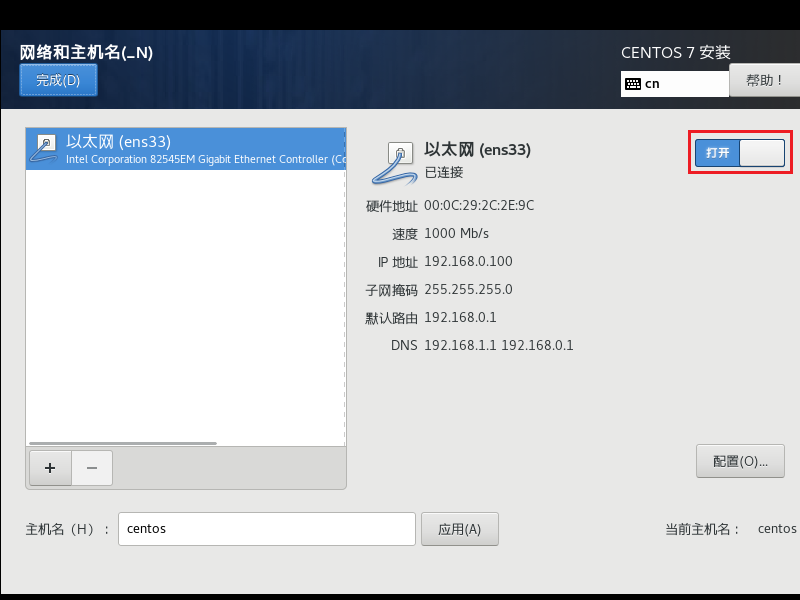 网络和主机名(_N)
CENTOS 7 安装
完成(D)
cn
帮助！
以太网 (ens33)
Intel Corporation 82545EM Gigabit Ethernet Controller (Co
以太网 (ens33)
已连接
打开
硬件地址 00:0C:29:2C:2E:9C
速度 1000 Mb/s
IP 地址 192.168.0.100
子网掩码 255.255.255.0
默认路由 192.168.0.1
DNS 192.168.1.1 192.168.0.1
+
−
配置(O)...
主机名（H）： centos
应用(A)
当前主机名： centos